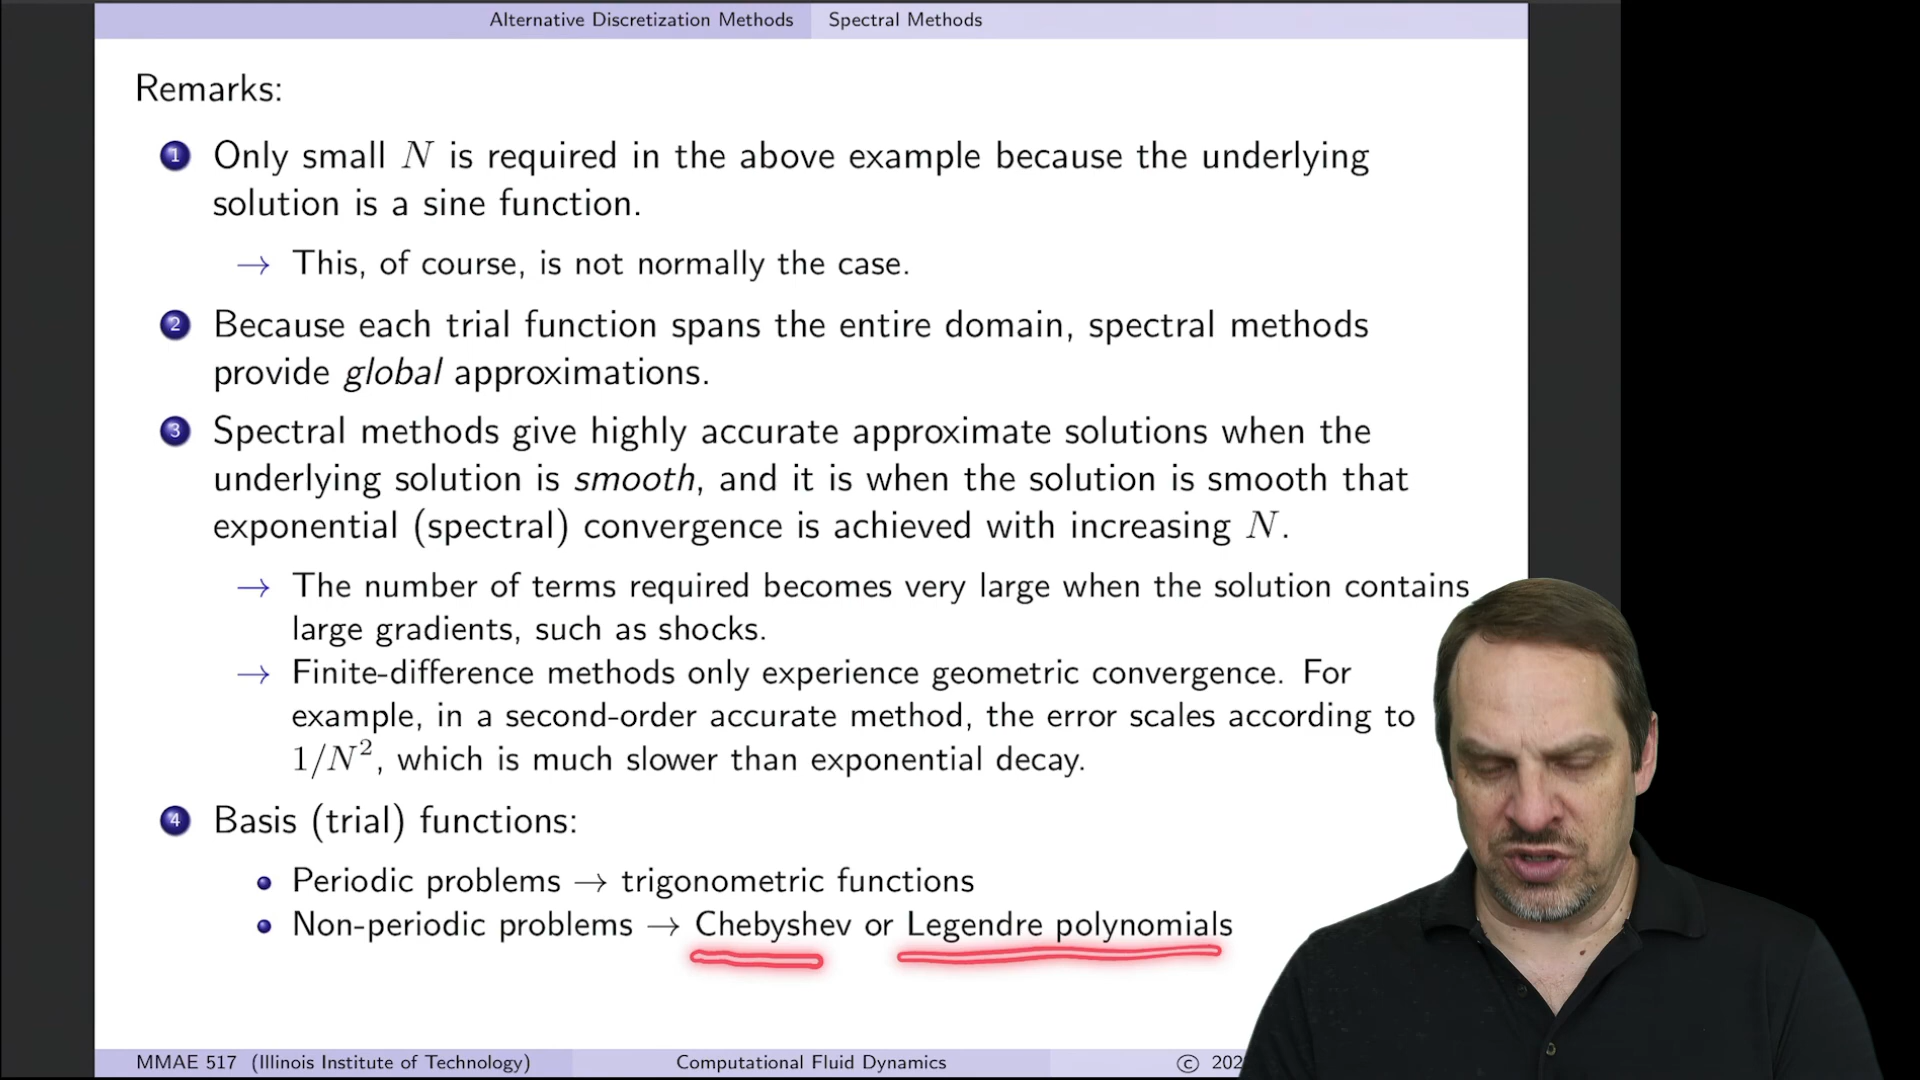 Alternative Discretization Methods Spectral Methods
Remarks:
1 Only small N is required in the above example because the underlying
solution is a sine function.
→ This, of course, is not normally the case.
2 Because each trial function spans the entire domain, spectral methods
provide global approximations.
3 Spectral methods give highly accurate approximate solutions when the
underlying solution is smooth, and it is when the solution is smooth that
exponential (spectral) convergence is achieved with increasing N.
→ The number of terms required becomes very large when the solution contains
large gradients, such as shocks.
→ Finite-difference methods only experience geometric convergence. For
example, in a second-order accurate method, the error scales according to
1/N², which is much slower than exponential decay.
4 Basis (trial) functions:
• Periodic problems → trigonometric functions
• Non-periodic problems → Chebyshev or Legendre polynomials
MMAE 517 (Illinois Institute of Technology) Computational Fluid Dynamics ©